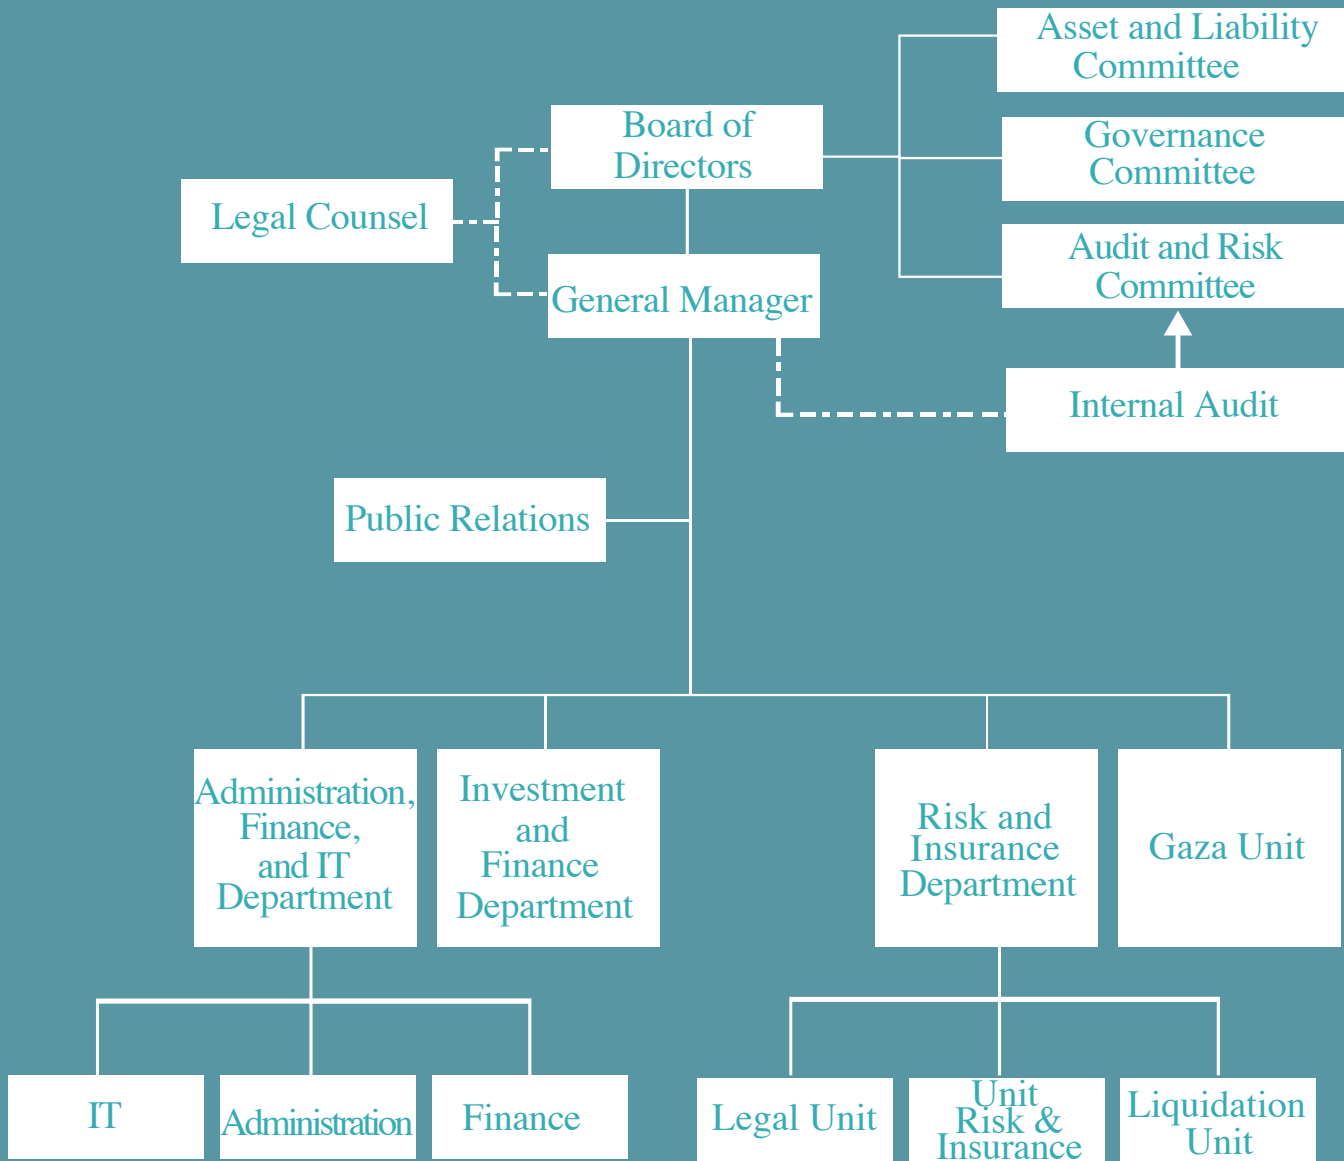 Asset and Liability
Committee
Board of
Directors
Governance
Committee
Legal Counsel
Audit and Risk
Committee
General Manager
Internal Audit
Public Relations
Administration,
Finance,
and IT
Department
Investment
and
Finance
Department
Risk and
Insurance
Department
Gaza Unit
IT
Administration
Finance
Legal Unit
Unit
Risk &
Insurance
Liquidation
Unit